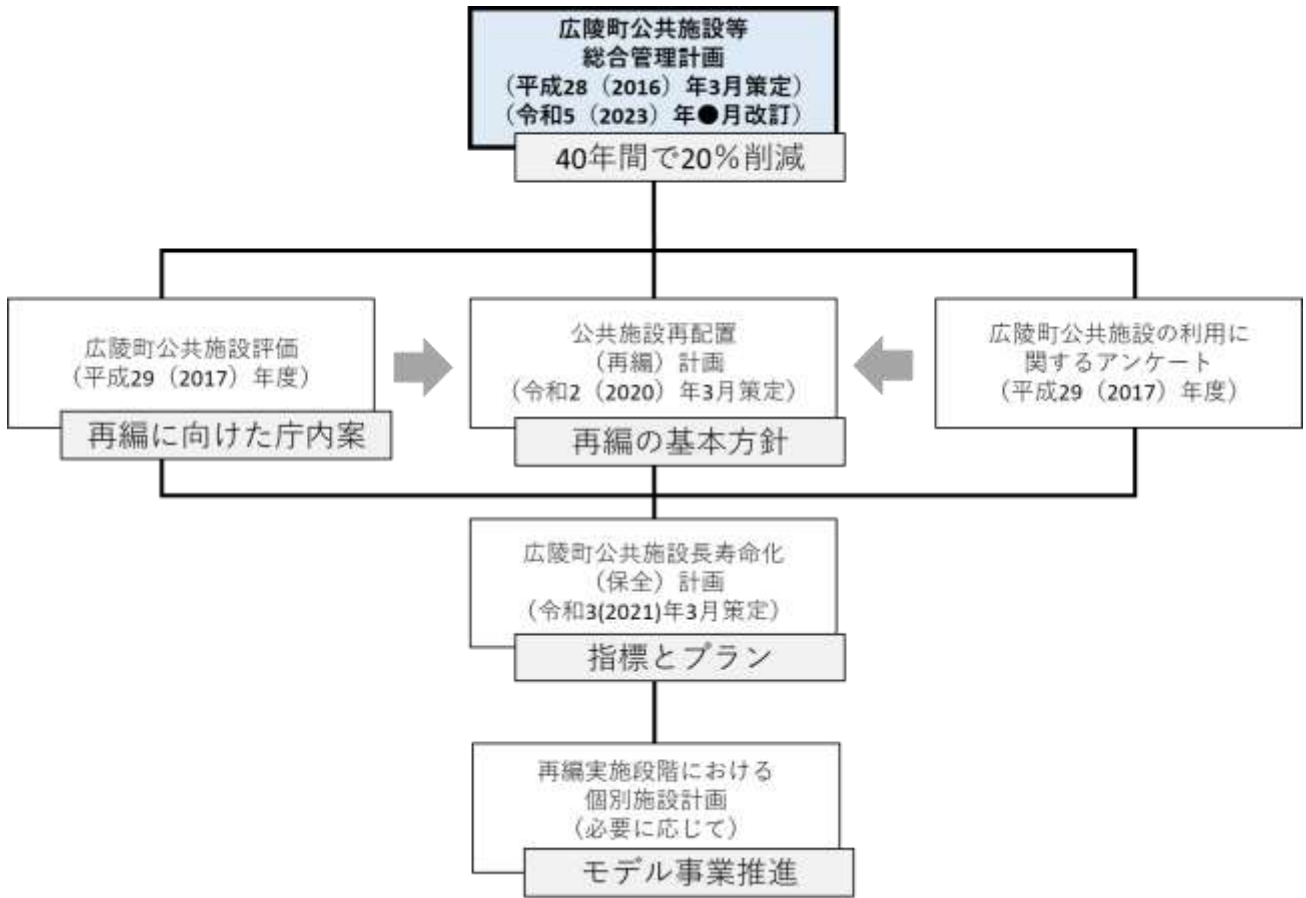 広陵町公共施設等
総合管理計画
（平成28（2016）年3月策定）
（令和5（2023）年●月改訂）
40年間で20％削減
広陵町公共施設評価
（平成29（2017）年度）
再編に向けた庁内案
公共施設再配置
（再編）計画
（令和2（2020）年3月策定）
再編の基本方針
広陵町公共施設の利用に
関するアンケート
（平成29（2017）年度）
広陵町公共施設長寿命化
（保全）計画
（令和3(2021)年3月策定）
指標とプラン
再編実施段階における
個別施設計画
（必要に応じて）
モデル事業推進